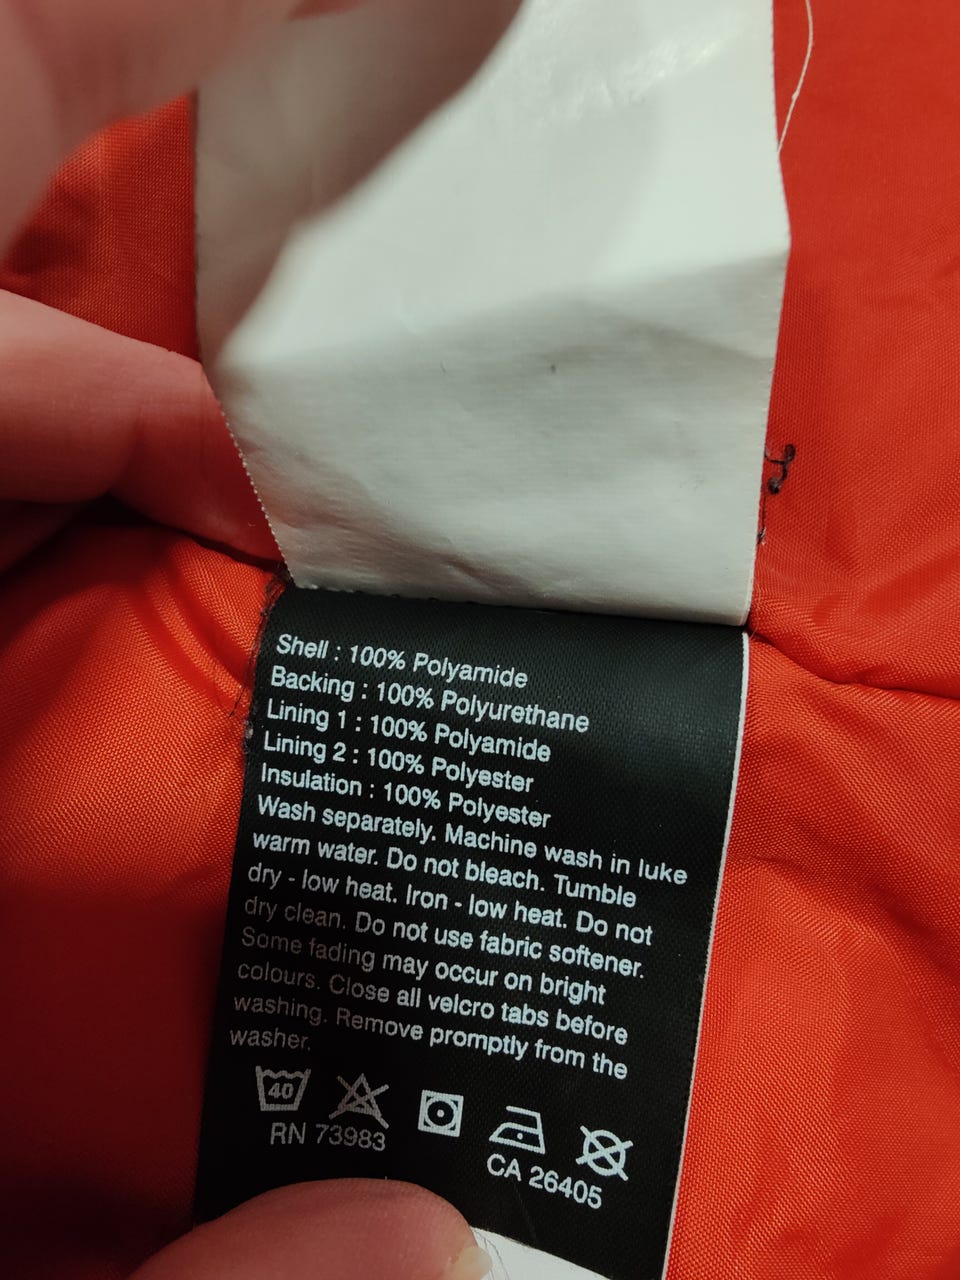 Shell : 100% Polyamide
Backing : 100% Polyurethane
Lining 1 : 100% Polyamide
Lining 2 : 100% Polyester
Insulation : 100% Polyester
Wash separately. Machine wash in luke
warm water. Do not bleach. Tumble
dry - low heat. Iron - low heat. Do not
dry clean. Do not use fabric softener.
Some fading may occur on bright
colours. Close all velcro tabs before
washing. Remove promptly from the
washer.
40
RN 73983
CA 26405